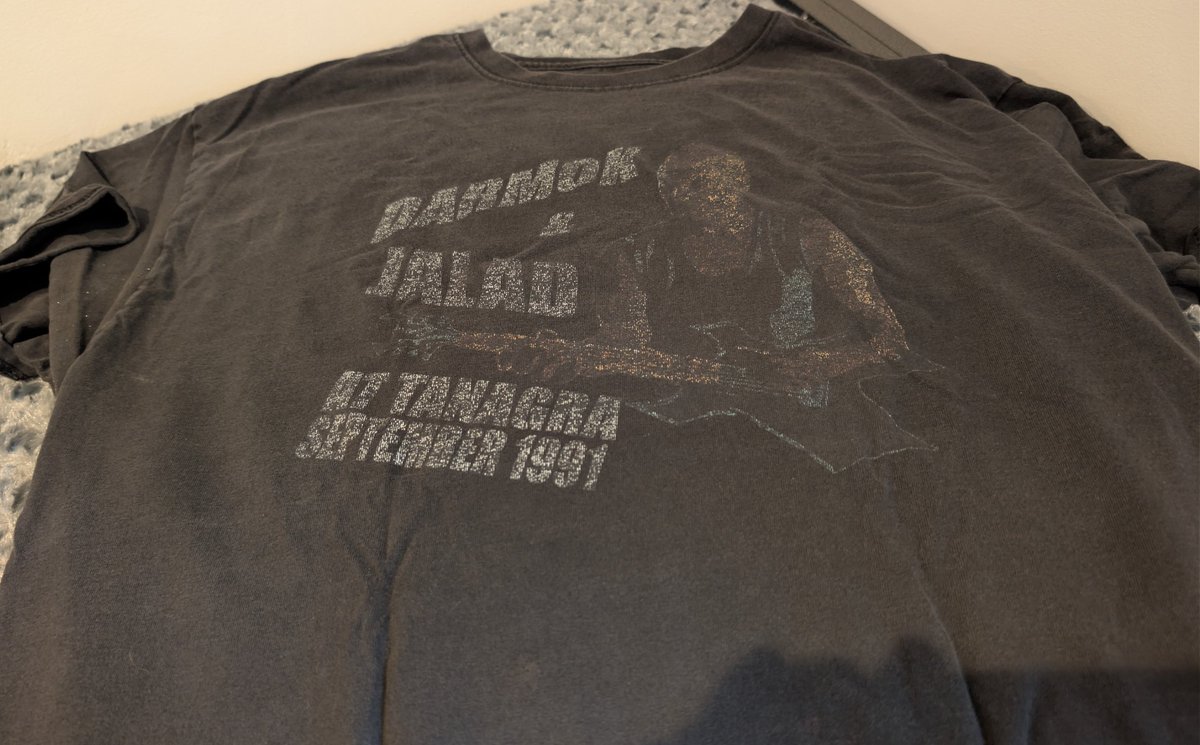 DARMOK
&
JALAD
AT TANAGRA
SEPTEMBER 1991